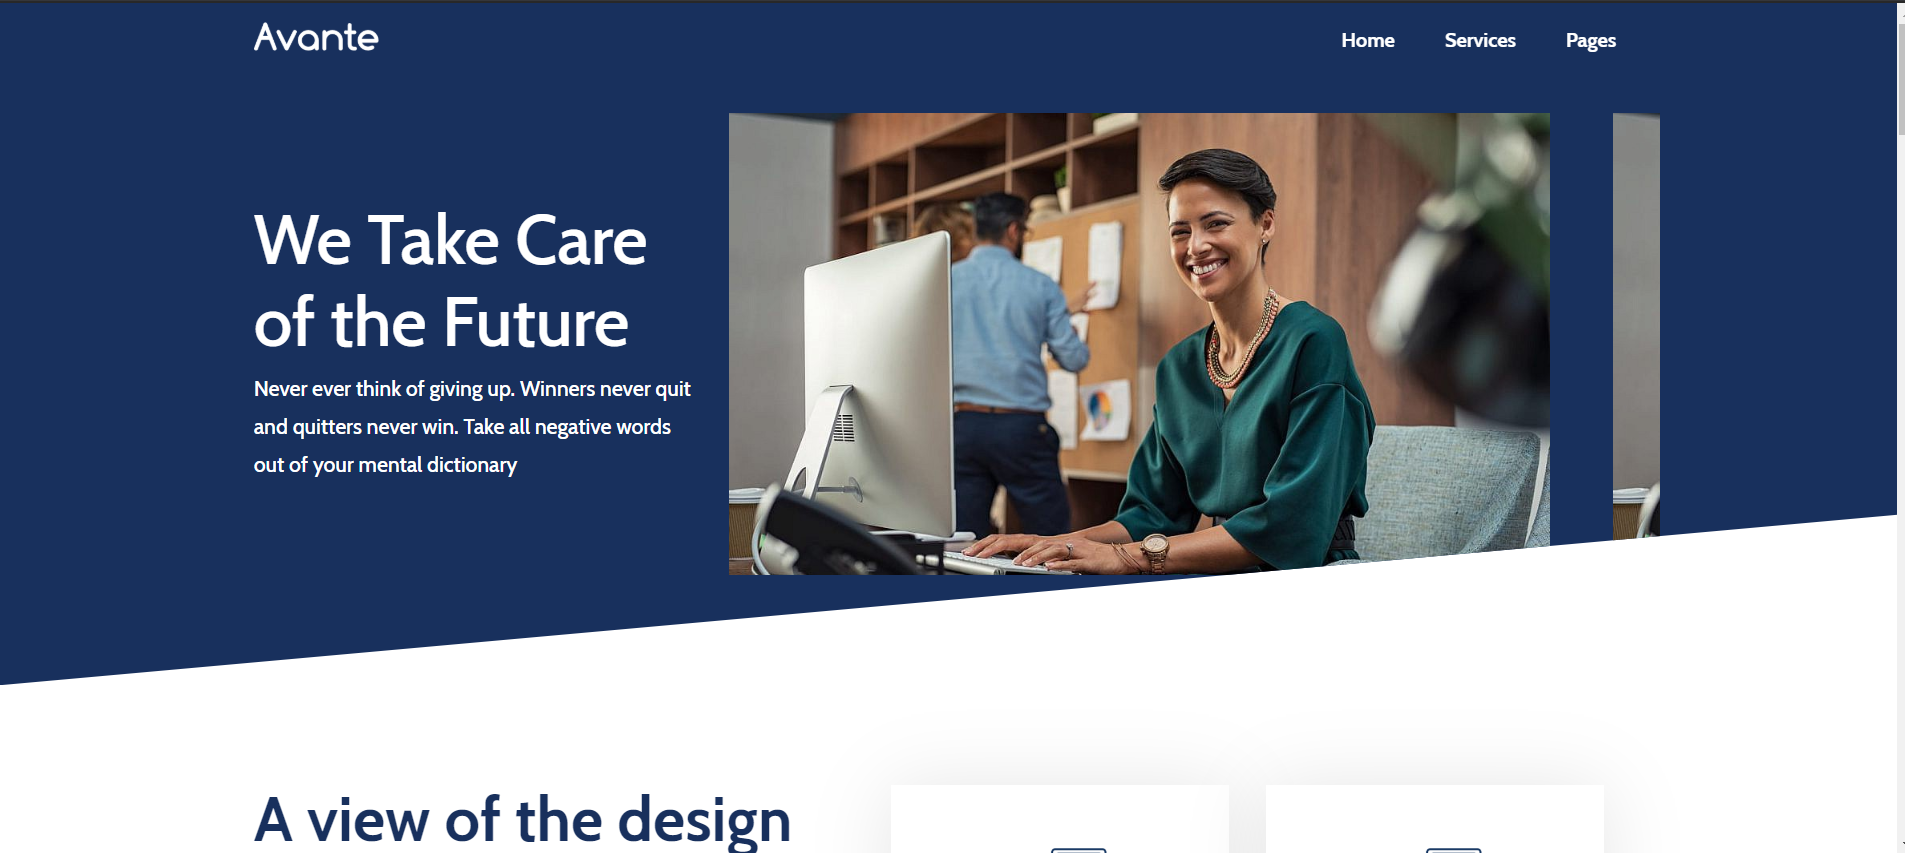 Avante
Home Services Pages
We Take Care
of the Future
Never ever think of giving up. Winners never quit
and quitters never win. Take all negative words
out of your mental dictionary
A view of the design